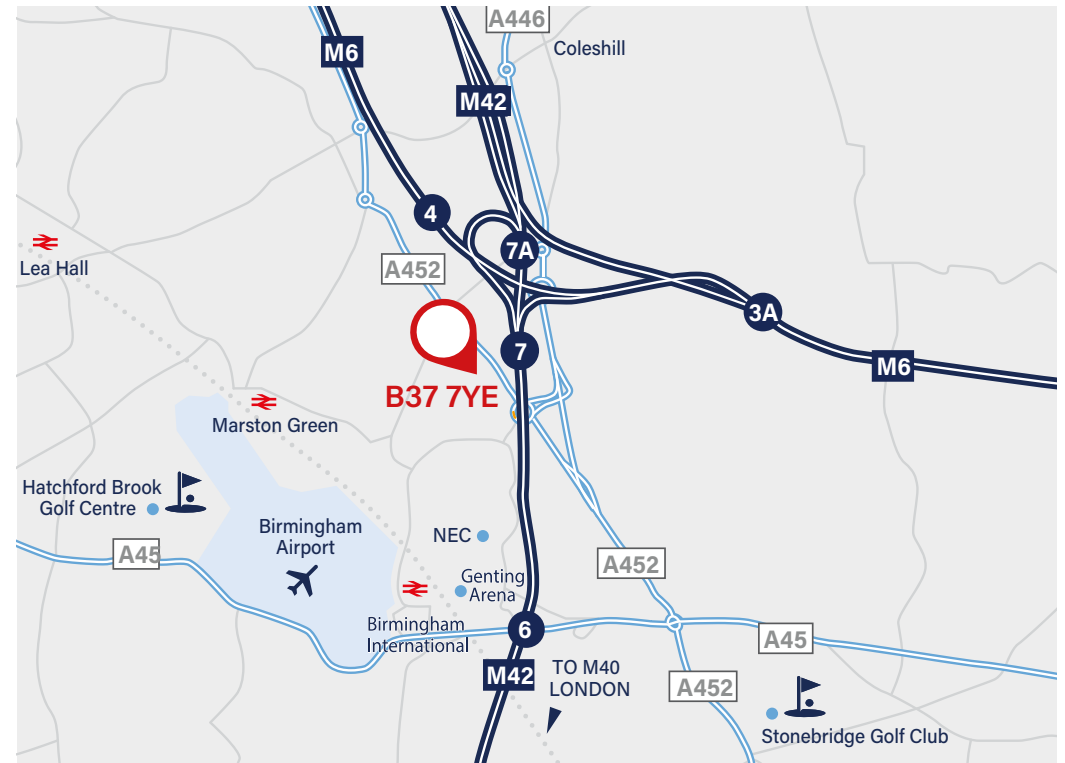 A446
M6
Coleshill
M42
4
7A
Lea Hall
A452
3A
7
M6
B37 7YE
Marston Green
Hatchford Brook
Golf Centre
Birmingham
Airport
NEC
A45
A452
Genting
Arena
Birmingham
International
6
A45
M42
TO M40
LONDON
A452
Stonebridge Golf Club